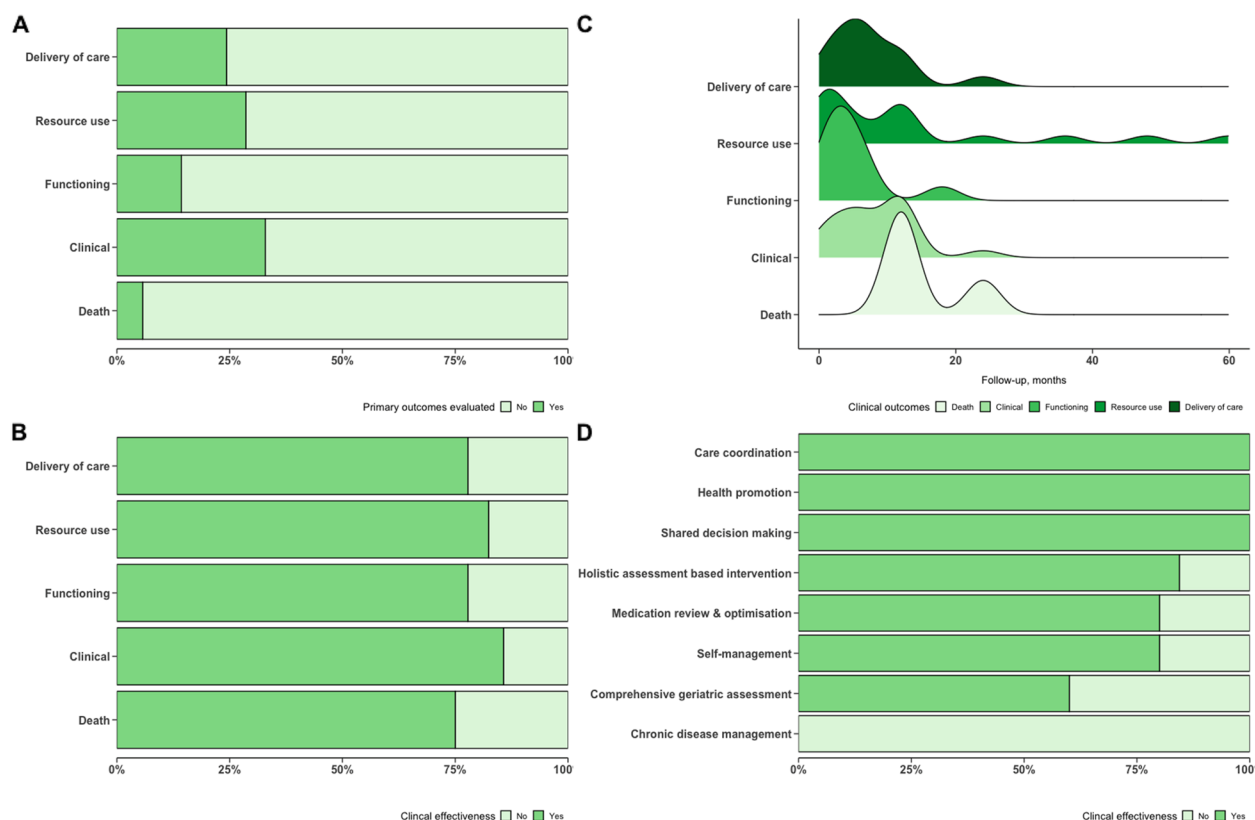 A
Delivery of care
Resource use
Functioning
Clinical
Death
0% 25% 50% 75% 100
Primary outcomes evaluated No Yes
B
Delivery of care
Resource use
Functioning
Clinical
Death
0% 25% 50% 75% 100
Clincal effectiveness No Yes
C
Delivery of care
Resource use
Functioning
Clinical
Death
0 20 40 60
Follow-up, months
Clinical outcomes Death Clinical Functioning Resource use Delivery of care
D
Care coordination
Health promotion
Shared decision making
Holistic assessment based intervention
Medication review & optimisation
Self-management
Comprehensive geriatric assessment
Chronic disease management
0% 25% 50% 75% 100
Clincal effectiveness No Yes